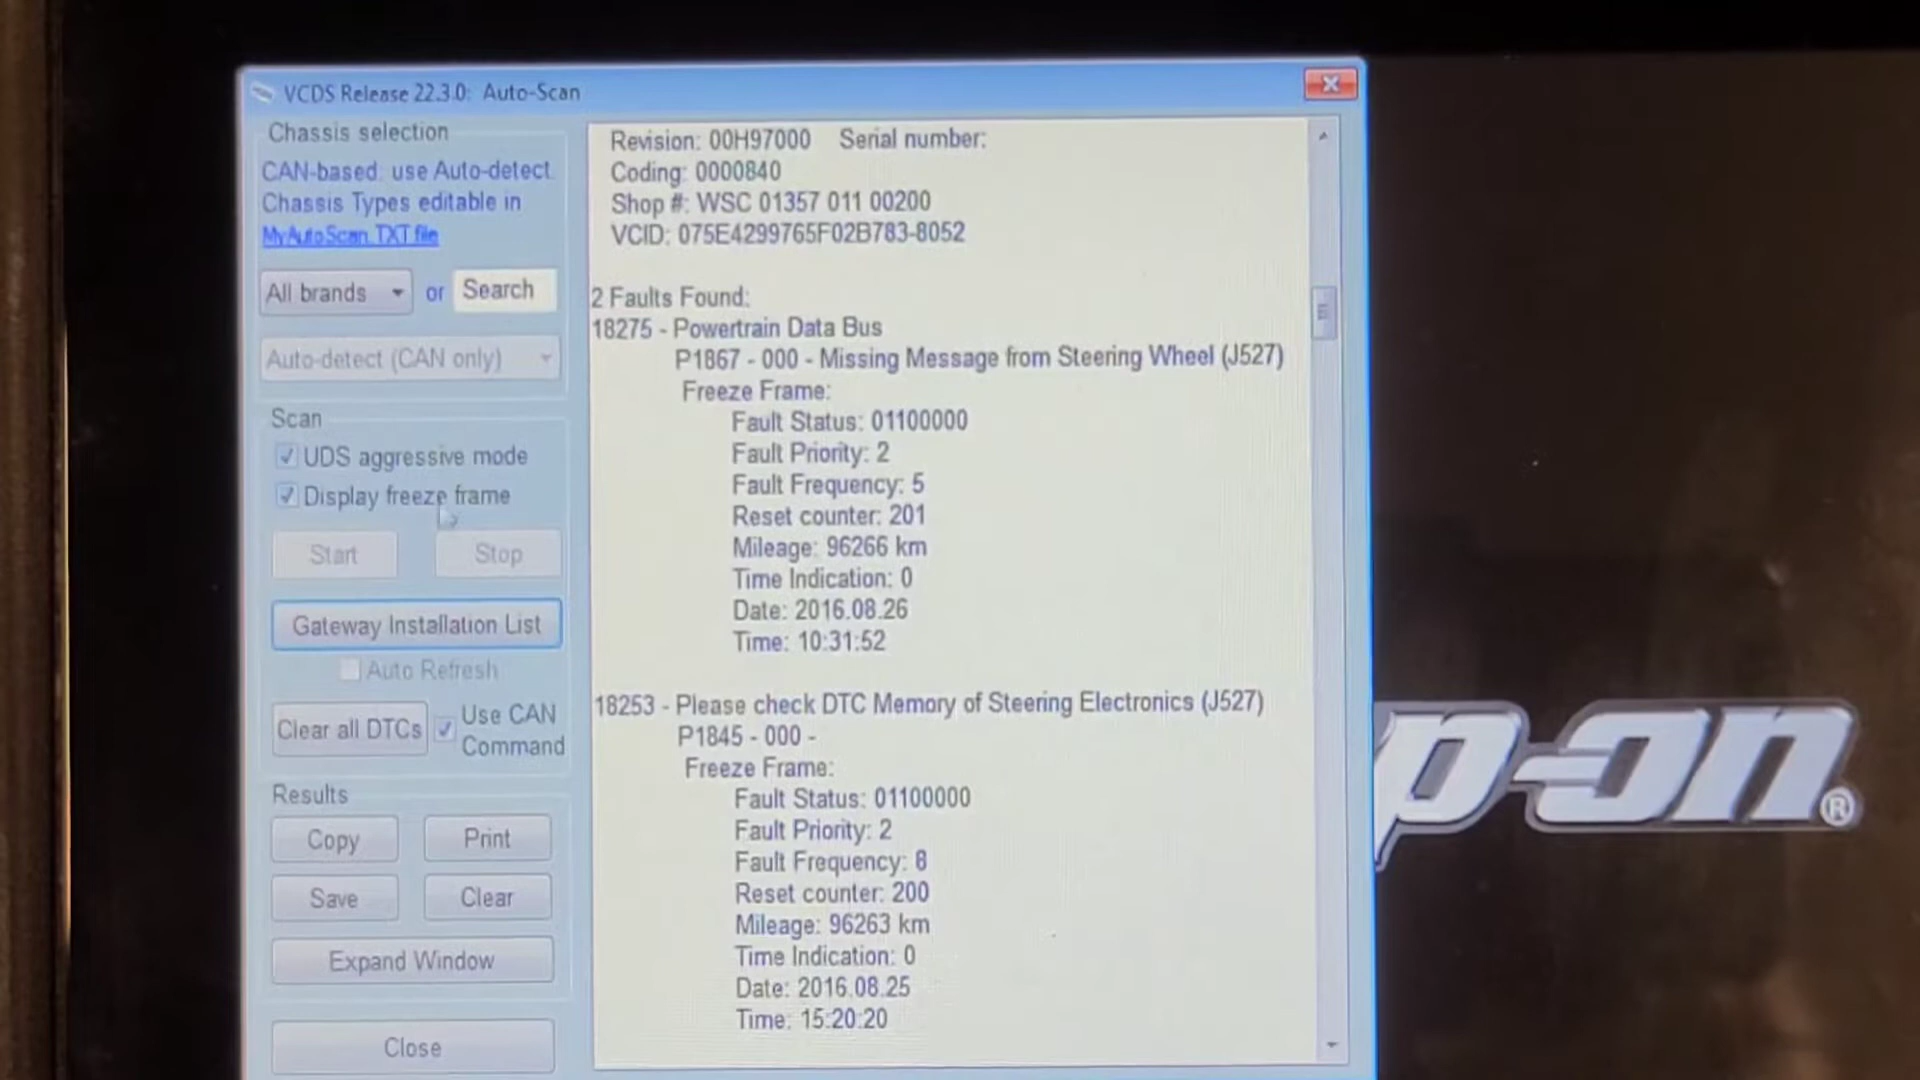 VCDS Release 22.3.0: Auto-Scan
Chassis selection
CAN-based: use Auto-detect.
Chassis Types editable in
MyAutoScan.TXT file
All brands or Search
Auto-detect (CAN only)
Scan
UDS aggressive mode
Display freeze frame
Start Stop
Gateway Installation List
Auto Refresh
Clear all DTCs
Use CAN
Command
Results
Copy Print
Save Clear
Expand Window
Close
Revision: 00H97000 Serial number:
Coding: 0000840
Shop #: WSC 01357 011 00200
VCID: 075E4299765F02B783-8052
2 Faults Found:
18275 - Powertrain Data Bus
P1867 - 000 - Missing Message from Steering Wheel (J527)
Freeze Frame:
Fault Status: 01100000
Fault Priority: 2
Fault Frequency: 5
Reset counter: 201
Mileage: 96266 km
Time Indication: 0
Date: 2016.08.26
Time: 10:31:52
18253 - Please check DTC Memory of Steering Electronics (J527)
P1845 - 000 -
Freeze Frame:
Fault Status: 01100000
Fault Priority: 2
Fault Frequency: 8
Reset counter: 200
Mileage: 96263 km
Time Indication: 0
Date: 2016.08.25
Time: 15:20:20
p-on®